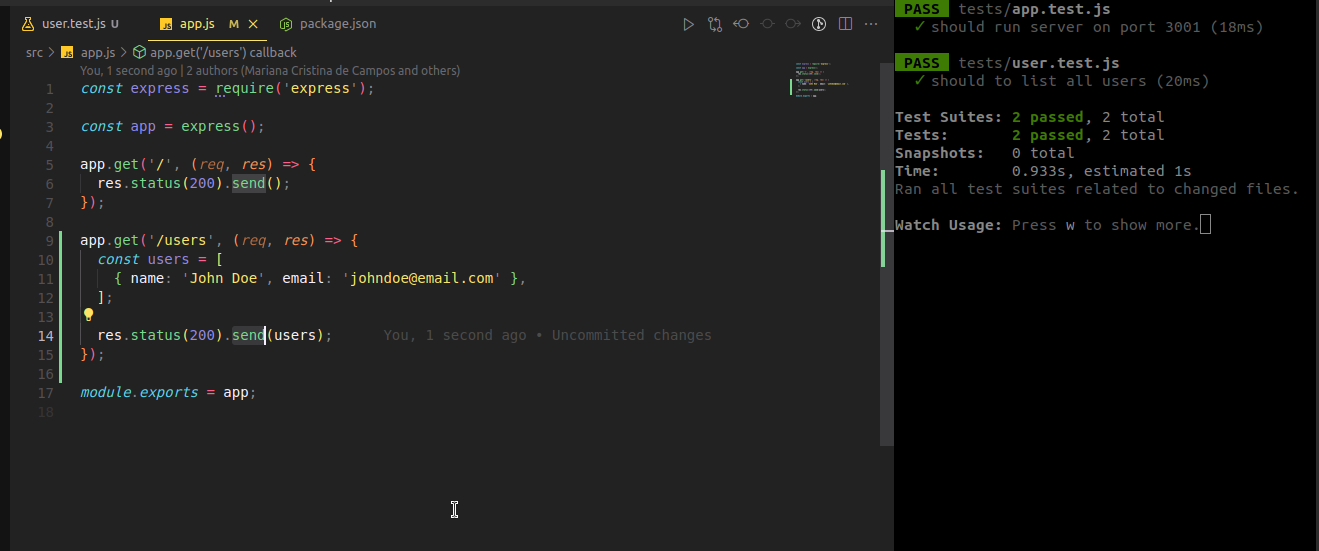 user.test.js U
app.js M
package.json
src > app.js > app.get('/users') callback
You, 1 second ago | 2 authors (Mariana Cristina de Campos and others)
1 const express = require('express');
2
3 const app = express();
4
5 app.get('/', (req, res) => {
6 res.status(200).send();
7 });
8
9 app.get('/users', (req, res) => {
10 const users = [
11 { name: 'John Doe', email: 'johndoe@email.com' },
12 ];
13
14 res.status(200).send(users); You, 1 second ago • Uncommitted changes
15 });
16
17 module.exports = app;
18
PASS tests/app.test.js
✓ should run server on port 3001 (18ms)
PASS tests/user.test.js
✓ should to list all users (20ms)
Test Suites: 2 passed, 2 total
Tests: 2 passed, 2 total
Snapshots: 0 total
Time: 0.933s, estimated 1s
Ran all test suites related to changed files.
Watch Usage: Press w to show more.